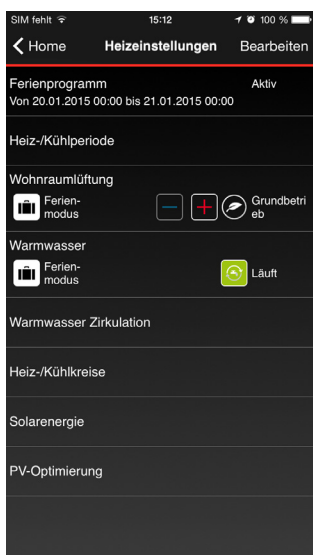 SIM fehlt 15:12 100 %
Home Heizeinstellungen Bearbeiten
Ferienprogramm Aktiv
Von 20.01.2015 00:00 bis 21.01.2015 00:00
Heiz-/Kühlperiode
Wohnraumlüftung
Ferien-
modus
Grundbetri
eb
Warmwasser
Ferien-
modus
Läuft
Warmwasser Zirkulation
Heiz-/Kühlkreise
Solarenergie
PV-Optimierung